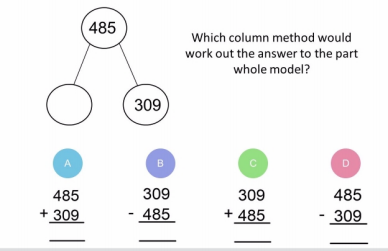 485
Which column method would
work out the answer to the part
whole model?
309
A
B
C
D
485
+ 309
309
- 485
309
+ 485
485
- 309